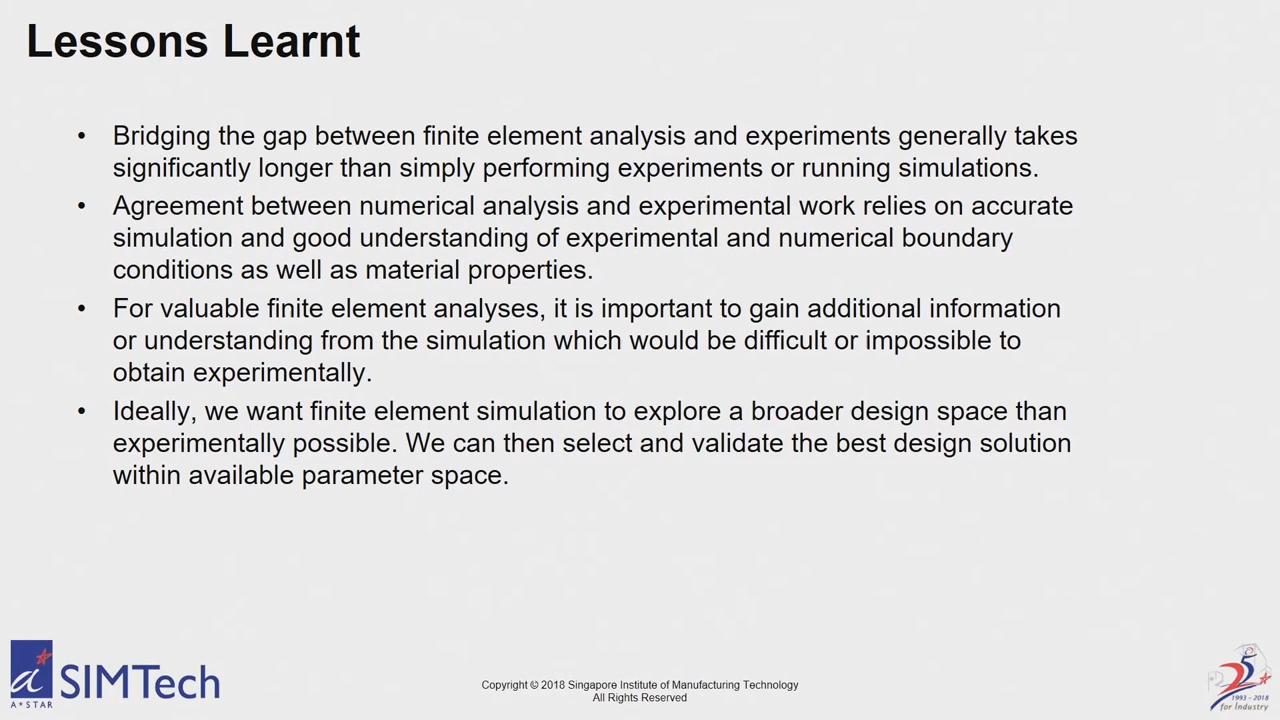 Lessons Learnt
• Bridging the gap between finite element analysis and experiments generally takes
significantly longer than simply performing experiments or running simulations.
• Agreement between numerical analysis and experimental work relies on accurate
simulation and good understanding of experimental and numerical boundary
conditions as well as material properties.
• For valuable finite element analyses, it is important to gain additional information
or understanding from the simulation which would be difficult or impossible to
obtain experimentally.
• Ideally, we want finite element simulation to explore a broader design space than
experimentally possible. We can then select and validate the best design solution
within available parameter space.
a
SIMTech
A*STAR
Copyright © 2018 Singapore Institute of Manufacturing Technology
All Rights Reserved
25
1993 - 2018
for Industry